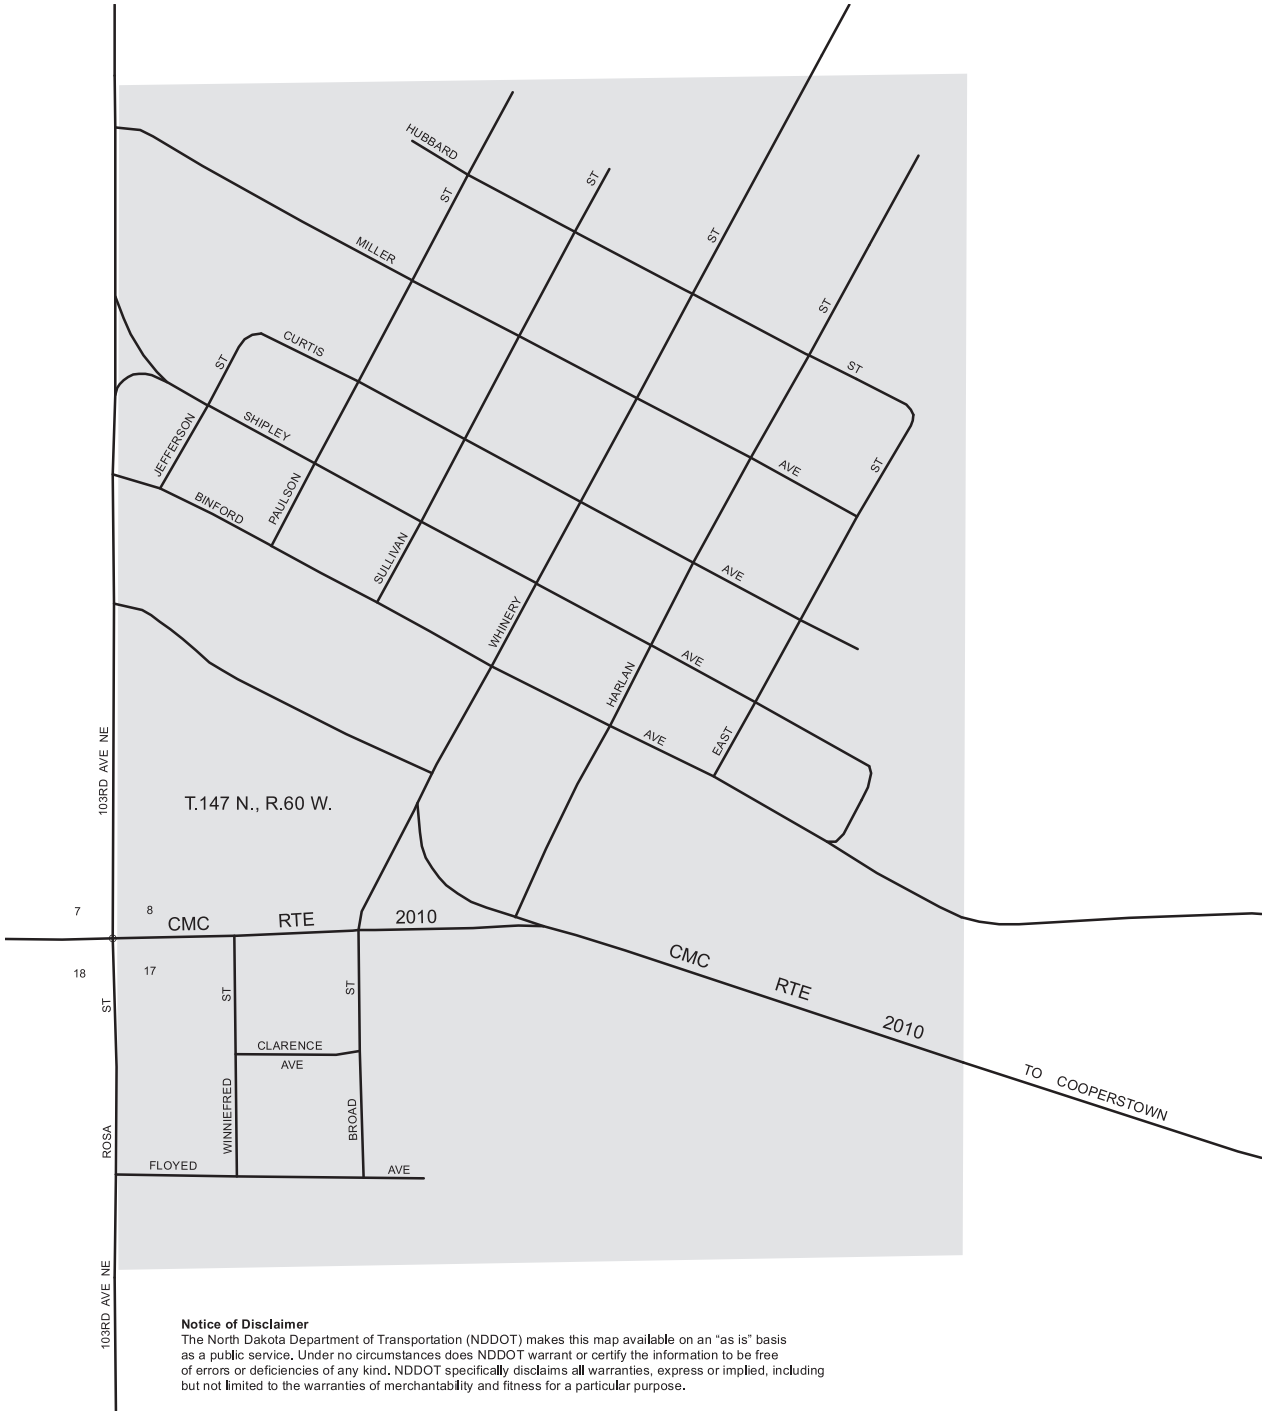 HUBBARD
ST
ST
ST
MILLER
ST
CURTIS
ST
ST
JEFFERSON
SHIPLEY
AVE
ST
BINFORD
PAULSON
SULLIVAN
AVE
WHINERY
AVE
HARLAN
AVE
EAST
103RD AVE NE
T.147 N., R.60 W.
7
8
CMC RTE 2010
18
17
CMC RTE 2010
ST
ST
ST
CLARENCE
AVE
TO COOPERSTOWN
WINNIEFRED
BROAD
ROSA
FLOYED AVE
103RD AVE NE
Notice of Disclaimer
The North Dakota Department of Transportation (NDDOT) makes this map available on an “as is” basis
as a public service. Under no circumstances does NDDOT warrant or certify the information to be free
of errors or deficiencies of any kind. NDDOT specifically disclaims all warranties, express or implied, including
but not limited to the warranties of merchantability and fitness for a particular purpose.